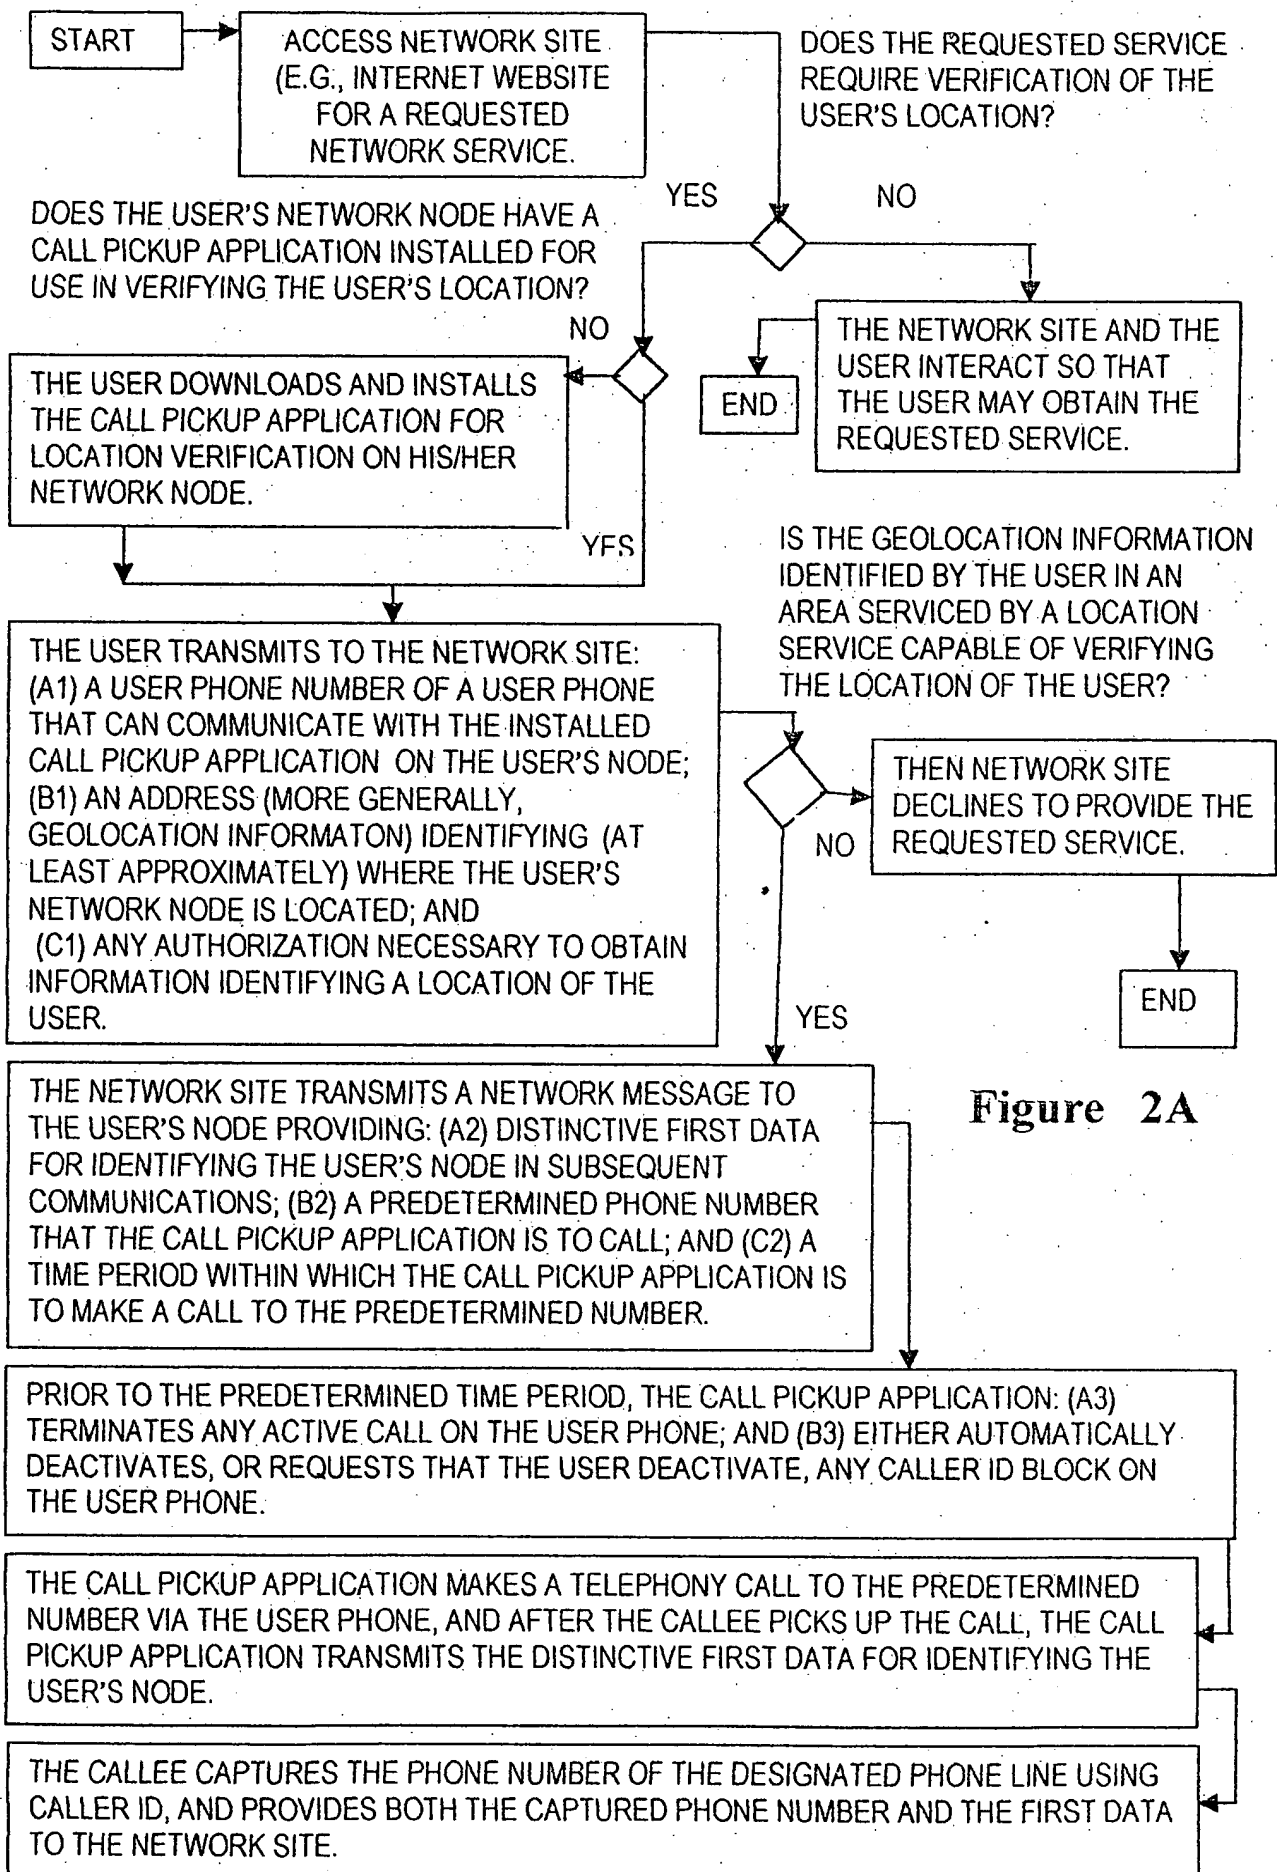 START
ACCESS NETWORK SITE
(E.G., INTERNET WEBSITE
FOR A REQUESTED
NETWORK SERVICE.
DOES THE REQUESTED SERVICE
REQUIRE VERIFICATION OF THE
USER'S LOCATION?
YES
NO
DOES THE USER'S NETWORK NODE HAVE A
CALL PICKUP APPLICATION INSTALLED FOR
USE IN VERIFYING THE USER'S LOCATION?
NO
THE NETWORK SITE AND THE
USER INTERACT SO THAT
THE USER MAY OBTAIN THE
REQUESTED SERVICE.
END
THE USER DOWNLOADS AND INSTALLS
THE CALL PICKUP APPLICATION FOR
LOCATION VERIFICATION ON HIS/HER
NETWORK NODE.
YES
IS THE GEOLOCATION INFORMATION
IDENTIFIED BY THE USER IN AN
AREA SERVICED BY A LOCATION
SERVICE CAPABLE OF VERIFYING
THE LOCATION OF THE USER?
THE USER TRANSMITS TO THE NETWORK SITE:
(A1) A USER PHONE NUMBER OF A USER PHONE
THAT CAN COMMUNICATE WITH THE INSTALLED
CALL PICKUP APPLICATION ON THE USER'S NODE;
(B1) AN ADDRESS (MORE GENERALLY,
GEOLOCATION INFORMATON) IDENTIFYING (AT
LEAST APPROXIMATELY) WHERE THE USER'S
NETWORK NODE IS LOCATED; AND
(C1) ANY AUTHORIZATION NECESSARY TO OBTAIN
INFORMATION IDENTIFYING A LOCATION OF THE
USER.
THEN NETWORK SITE
DECLINES TO PROVIDE THE
REQUESTED SERVICE.
NO
END
YES
THE NETWORK SITE TRANSMITS A NETWORK MESSAGE TO
THE USER'S NODE PROVIDING: (A2) DISTINCTIVE FIRST DATA
FOR IDENTIFYING THE USER'S NODE IN SUBSEQUENT
COMMUNICATIONS; (B2) A PREDETERMINED PHONE NUMBER
THAT THE CALL PICKUP APPLICATION IS TO CALL; AND (C2) A
TIME PERIOD WITHIN WHICH THE CALL PICKUP APPLICATION IS
TO MAKE A CALL TO THE PREDETERMINED NUMBER.
Figure 2A
PRIOR TO THE PREDETERMINED TIME PERIOD, THE CALL PICKUP APPLICATION: (A3)
TERMINATES ANY ACTIVE CALL ON THE USER PHONE; AND (B3) EITHER AUTOMATICALLY
DEACTIVATES, OR REQUESTS THAT THE USER DEACTIVATE, ANY CALLER ID BLOCK ON
THE USER PHONE.
THE CALL PICKUP APPLICATION MAKES A TELEPHONY CALL TO THE PREDETERMINED
NUMBER VIA THE USER PHONE, AND AFTER THE CALLEE PICKS UP THE CALL, THE CALL
PICKUP APPLICATION TRANSMITS THE DISTINCTIVE FIRST DATA FOR IDENTIFYING THE
USER'S NODE.
THE CALLEE CAPTURES THE PHONE NUMBER OF THE DESIGNATED PHONE LINE USING
CALLER ID, AND PROVIDES BOTH THE CAPTURED PHONE NUMBER AND THE FIRST DATA
TO THE NETWORK SITE.